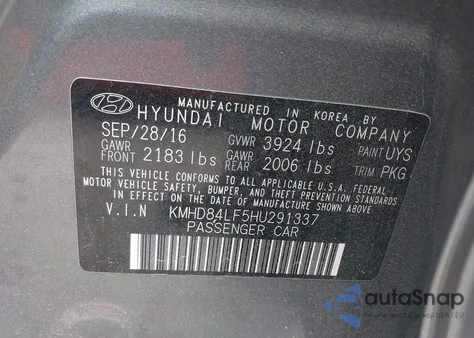 MANUFACTURED IN KOREA BY
HYUNDAI MOTOR COMPANY
SEP/28/16 GVWR 3924 lbs PAINT UYS
GAWR FRONT 2183 lbs GAWR REAR 2006 lbs TRIM PKG
THIS VEHICLE CONFORMS TO ALL APPLICABLE U.S.A. FEDERAL
MOTOR VEHICLE SAFETY, BUMPER, AND THEFT PREVENTION STANDARDS
IN EFFECT ON THE DATE OF MANUFACTURE SHOWN ABOVE.
V.I.N KMHD84LF5HU291337
PASSENGER CAR
autoSnap